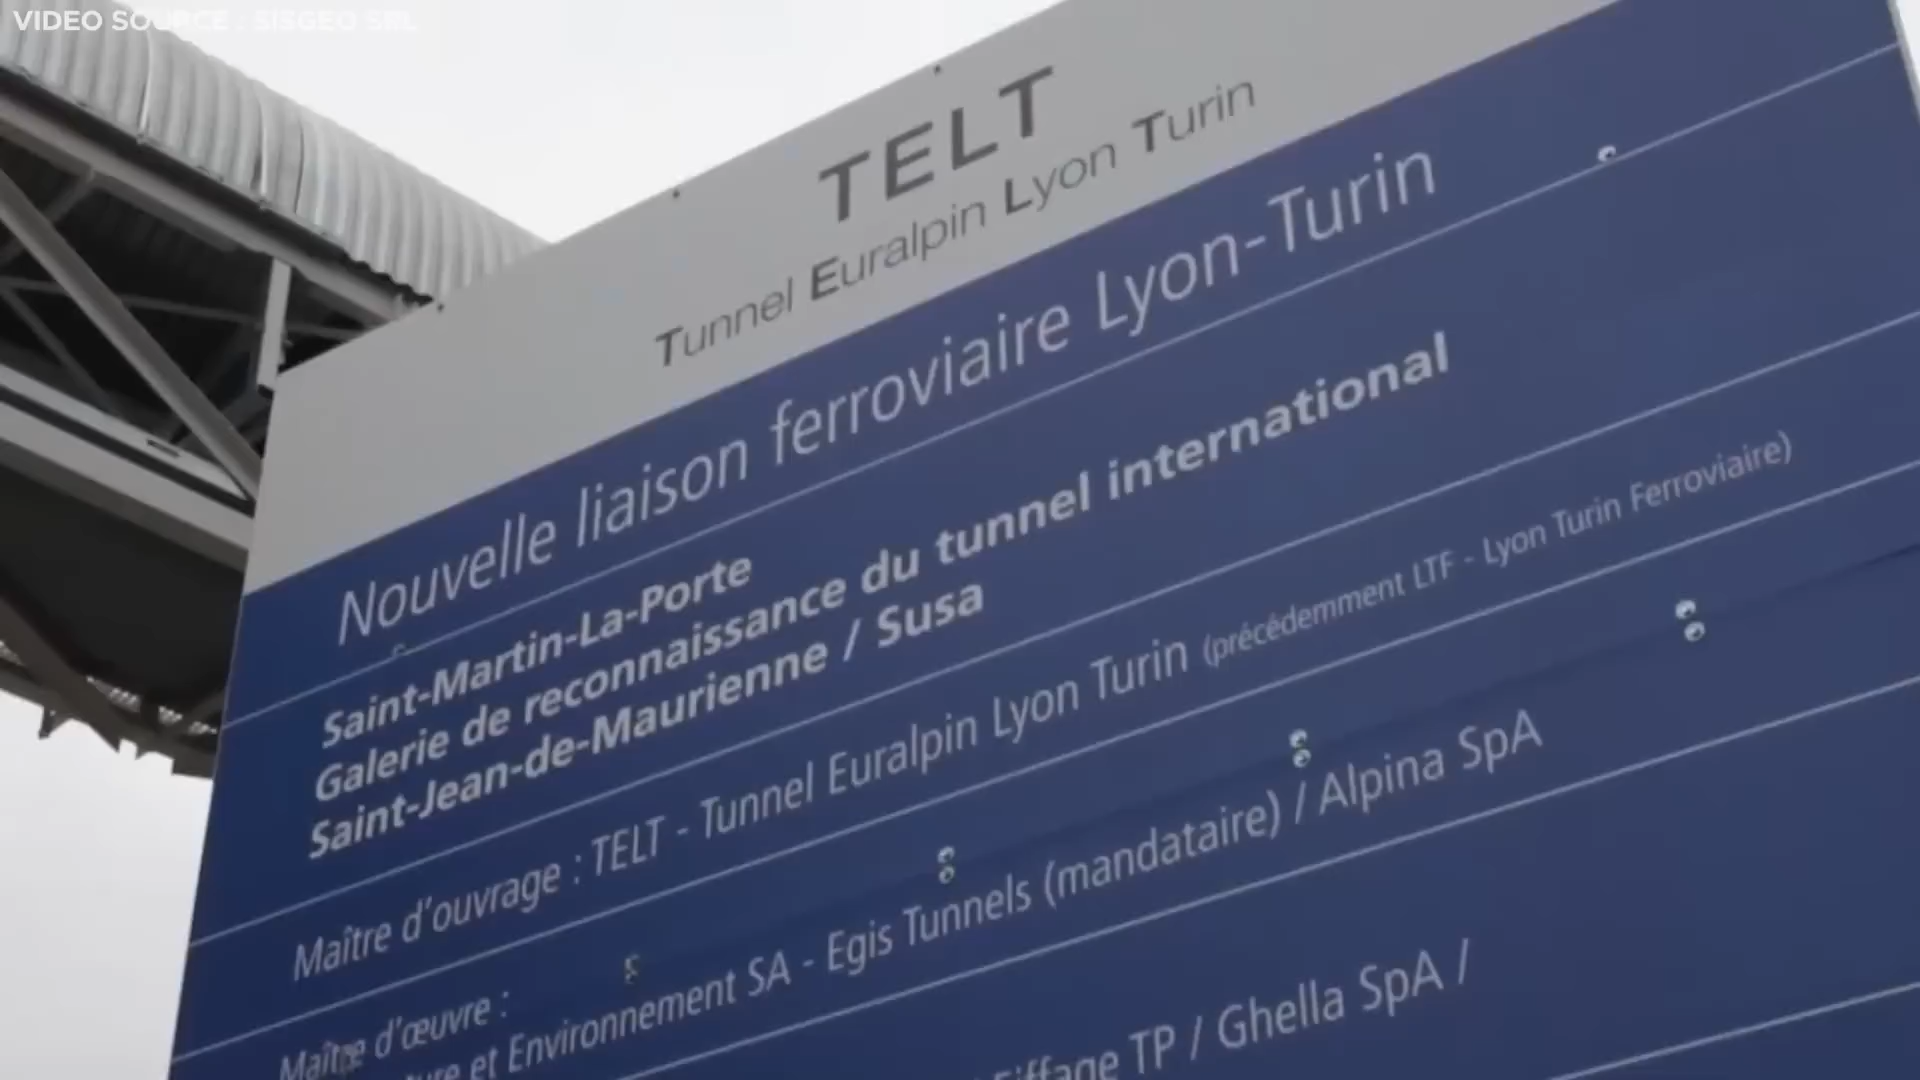 VIDEO SOURCE : SISGEO SRL
TELT
Tunnel Euralpin Lyon Turin
Nouvelle liaison ferroviaire Lyon-Turin
Saint-Martin-La-Porte
Galerie de reconnaissance du tunnel international
Saint-Jean-de-Maurienne / Susa
Maître d'ouvrage : TELT - Tunnel Euralpin Lyon Turin (précédemment LTF - Lyon Turin Ferroviaire)
Maître d'œuvre :
et Environnement SA - Egis Tunnels (mandataire) / Alpina SpA
Eiffage TP / Ghella SpA /